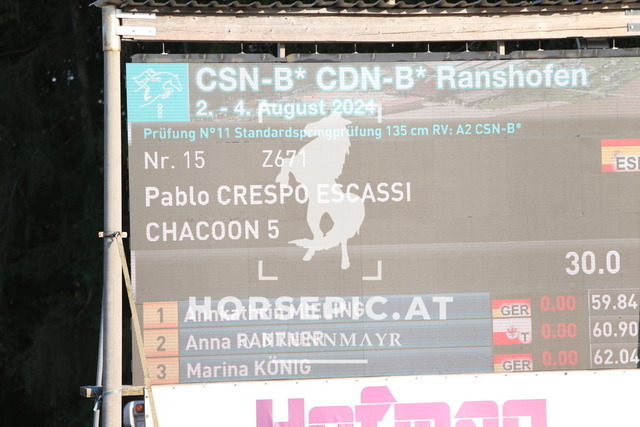 CSN-B* CDN-B* Ranshofen
2. - 4. August 2024
Prüfung N°11 Standardspringprüfung 135 cm RV: A2 CSN-B*
Nr. 15 Z671
ESP
Pablo CRESPO ESCASSI
CHACOON 5
30.0
HORSEPIC.AT
1 Annkathrin GER 0.00 59.84
2 Anna T 0.00 60.90
3 Marina KÖNIG GER 0.00 62.04
Hofmann